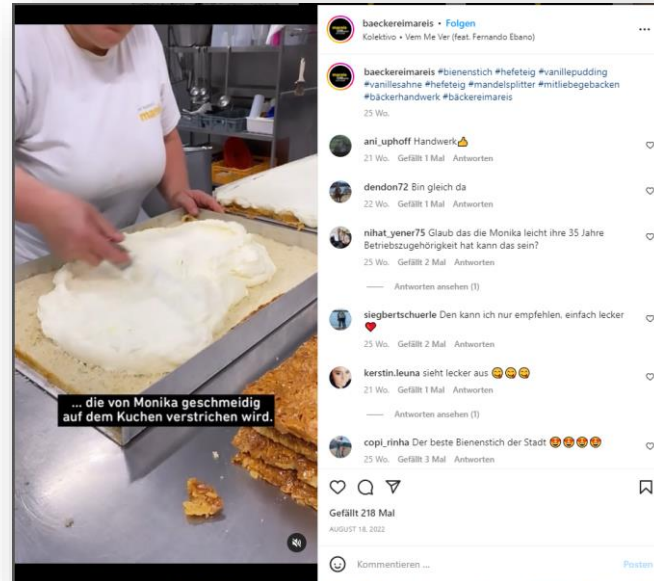 mareis
... die von Monika geschmeidig
auf dem Kuchen verstrichen wird.
baeckereimareis • Folgen
Kolektivo • Vem Me Ver (feat. Fernando Ebano)
baeckereimareis #bienenstich #hefeteig #vanillepudding
#vanillesahne #hefeteig #mandelsplitter #mitliebegebacken
#bäckerhandwerk #bäckereimareis
25 Wo.
ani_uphoff Handwerk👍
21 Wo. Gefällt 1 Mal Antworten
dendon72 Bin gleich da
22 Wo. Gefällt 1 Mal Antworten
nihat_yener75 Glaub das die Monika leicht ihre 35 Jahre
Betriebszugehörigkeit hat kann das sein?
25 Wo. Gefällt 2 Mal Antworten
Antworten ansehen (1)
siegbertschuerle Den kann ich nur empfehlen, einfach lecker
❤️
25 Wo. Gefällt 2 Mal Antworten
kerstin.leuna sieht lecker aus 😋😋😋
21 Wo. Gefällt 1 Mal Antworten
Antworten ansehen (1)
copi_rinha Der beste Bienenstich der Stadt 😍😍😍😍
25 Wo. Gefällt 3 Mal Antworten
Gefällt 218 Mal
AUGUST 18, 2022
Kommentieren ...
Posten